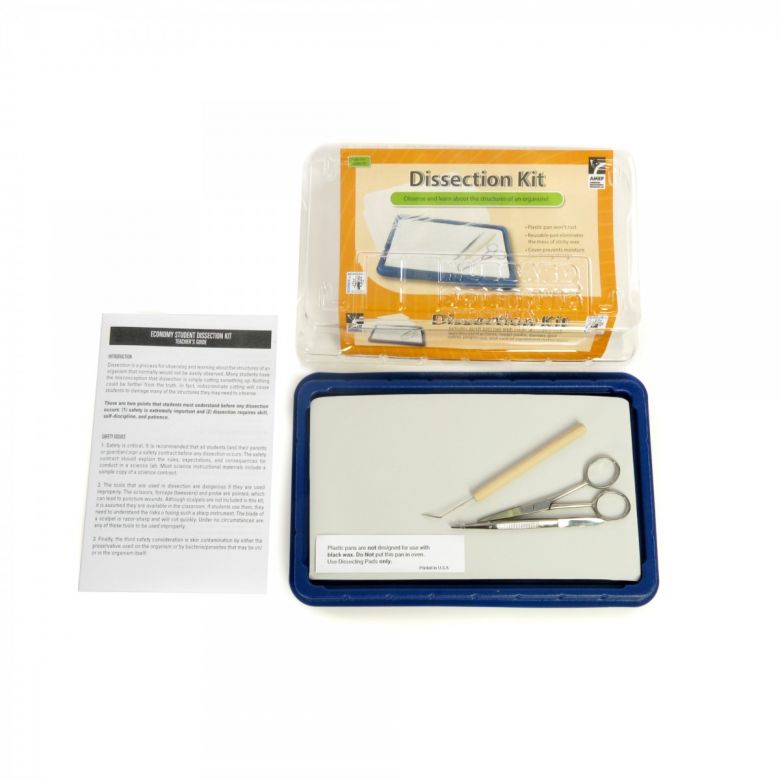 Dissection Kit
AMEP
Observe and learn about the structures of an organism!
• Plastic pan won't rust
• Reusable pad eliminates
the mess of sticky wax
• Cover prevents moisture
Dissection Kit
ECONOMY STUDENT DISSECTION KIT
TEACHER'S GUIDE
INTRODUCTION
Dissection is a process for observing and learning about the structures of an
organism that normally would not be easily observed. Many students have
the misconception that dissection is simply cutting something up. Nothing
could be farther from the truth. In fact, indiscriminate cutting will cause
students to damage many of the structures they may need to observe.
These are two points that students must understand before any dissection
occurs: (1) safety is extremely important and (2) dissection requires skill,
self-discipline, and patience.
SAFETY ISSUES
1. Safety is critical. It is recommended that all students (and their parents
or guardian) sign a safety contract before any dissection occurs. The safety
contract should explain the rules, expectations, and consequences for
conduct in a science lab. Most science instructional materials include a
sample copy of a science contract.
2. The tools that are used in dissection are dangerous if they are used
improperly. The scissors, forceps (tweezers) and probe are pointed, which
can lead to puncture wounds. Although scalpels are not included in this kit,
it is assumed they are available in the classroom. If students use them, they
need to understand the risks o fusing such a sharp instrument. The blade of
a scalpel is razor-sharp and will cut quickly. Under no circumstances are
any of these tools to be used improperly.
3. Finally, the third safety consideration is skin contamination by either the
preservative used on the organism or by bacteria/parasites that may be on/
or in the organism itself.
Plastic pans are not designed for use with
black wax. Do Not put this pan in oven.
Use Dissecting Pads only.
Printed in U.S.A